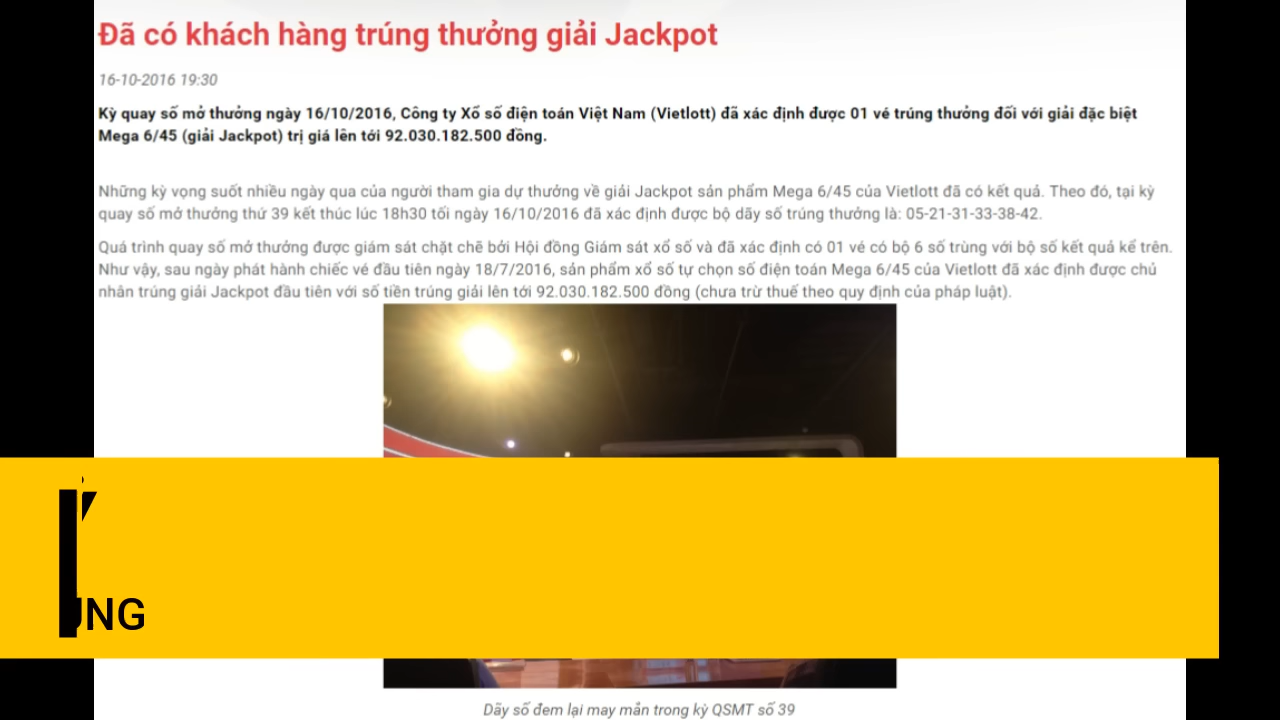 Đã có khách hàng trúng thưởng giải Jackpot
16-10-2016 19:30
Kỳ quay số mở thưởng ngày 16/10/2016, Công ty Xổ số điện toán Việt Nam (Vietlott) đã xác định được 01 vé trúng thưởng đối với giải đặc biệt
Mega 6/45 (giải Jackpot) trị giá lên tới 92.030.182.500 đồng.
Những kỳ vọng suốt nhiều ngày qua của người tham gia dự thưởng về giải Jackpot sản phẩm Mega 6/45 của Vietlott đã có kết quả. Theo đó, tại kỳ
quay số mở thưởng thứ 39 kết thúc lúc 18h30 tối ngày 16/10/2016 đã xác định được bộ dãy số trúng thưởng là: 05-21-31-33-38-42.
Quá trình quay số mở thưởng được giám sát chặt chẽ bởi Hội đồng Giám sát xổ số và đã xác định có 01 vé có bộ 6 số trùng với bộ số kết quả kể trên.
Như vậy, sau ngày phát hành chiếc vé đầu tiên ngày 18/7/2016, sản phẩm xổ số tự chọn số điện toán Mega 6/45 của Vietlott đã xác định được chủ
nhân trúng giải Jackpot đầu tiên với số tiền trúng giải lên tới 92.030.182.500 đồng (chưa trừ thuế theo quy định của pháp luật).
Dãy số đem lại may mắn trong kỳ QSMT số 39